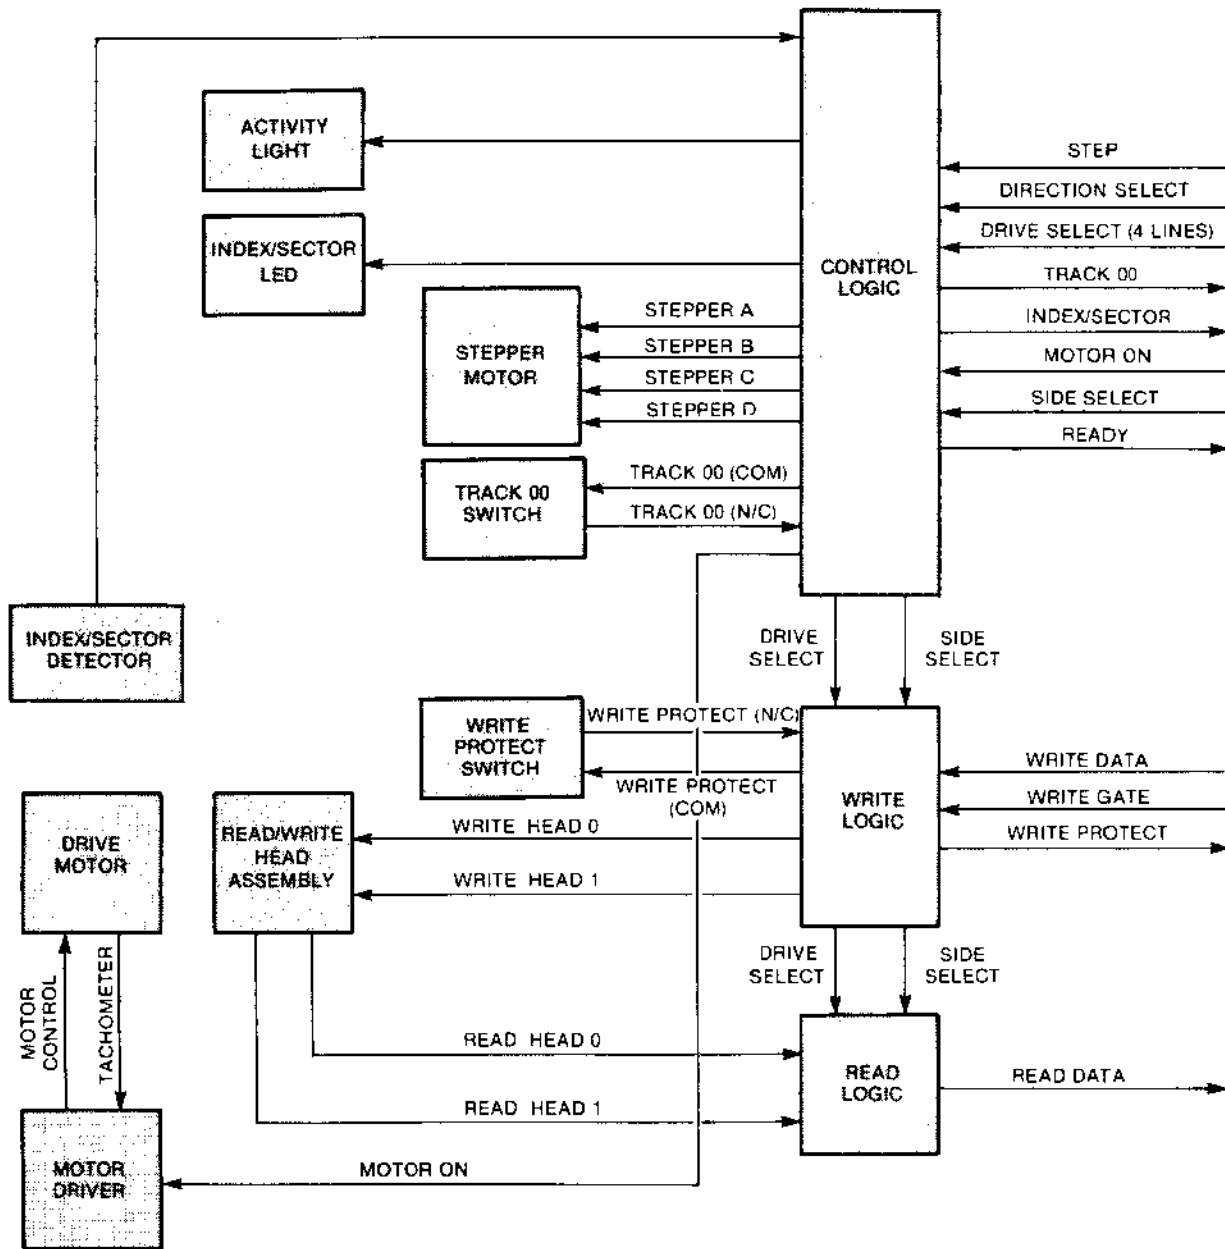 ACTIVITY
LIGHT
INDEX/SECTOR
LED
STEPPER
MOTOR
STEPPER A
STEPPER B
STEPPER C
STEPPER D
TRACK 00
SWITCH
TRACK 00 (COM)
TRACK 00 (N/C)
CONTROL
LOGIC
STEP
DIRECTION SELECT
DRIVE SELECT (4 LINES)
TRACK 00
INDEX/SECTOR
MOTOR ON
SIDE SELECT
READY
INDEX/SECTOR
DETECTOR
DRIVE
SELECT
SIDE
SELECT
WRITE
PROTECT
SWITCH
WRITE PROTECT (N/C)
WRITE PROTECT
(COM)
WRITE
LOGIC
WRITE DATA
WRITE GATE
WRITE PROTECT
DRIVE
MOTOR
READ/WRITE
HEAD
ASSEMBLY
WRITE HEAD 0
WRITE HEAD 1
DRIVE
SELECT
SIDE
SELECT
MOTOR
CONTROL
TACHOMETER
READ HEAD 0
READ HEAD 1
READ
LOGIC
READ DATA
MOTOR
DRIVER
MOTOR ON